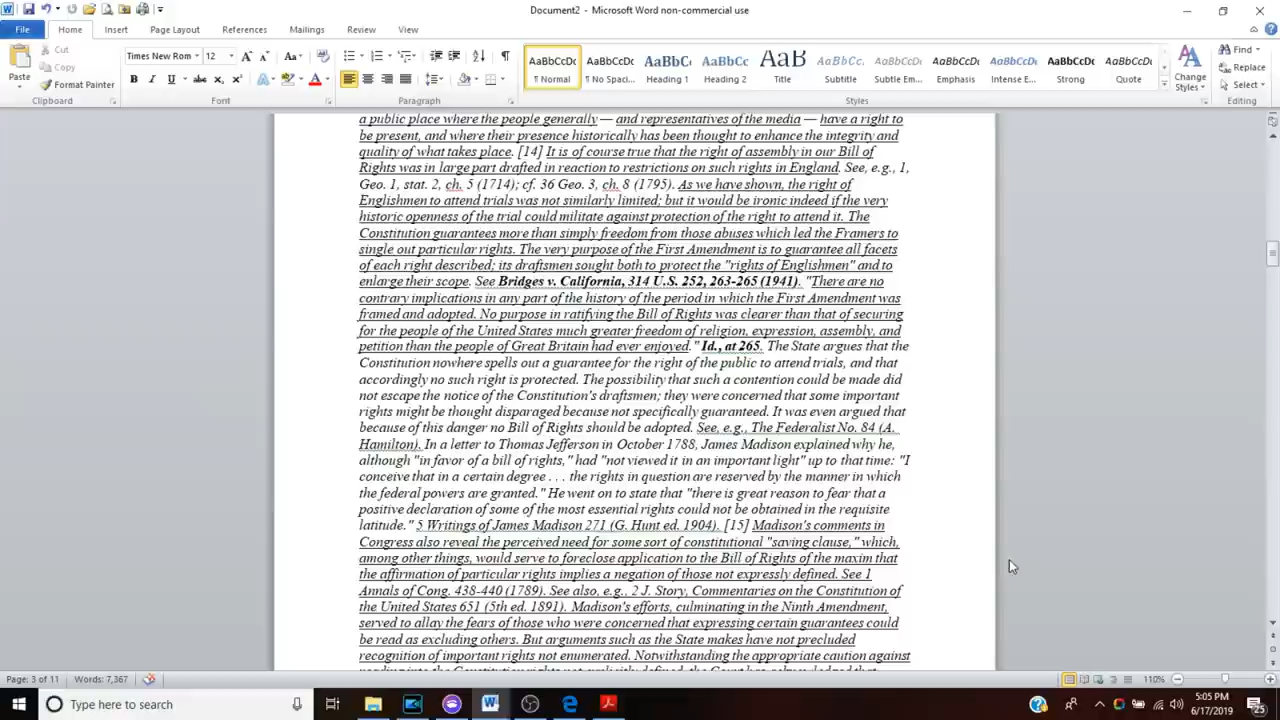 Document2 - Microsoft Word non-commercial use
File Home Insert Page Layout References Mailings Review View
Paste
Cut
Copy
Format Painter
Clipboard
Times New Rom 12
Font
Paragraph
AaBbCcDc AaBbCcDc AaBbC AaBbCc AaB AaBbCc. AaBbCcDc AaBbCcDc AaBbCcDc AaBbCcDc AaBbCcDc
¶ Normal ¶ No Spaci... Heading 1 Heading 2 Title Subtitle Subtle Em... Emphasis Intense E... Strong Quote
Styles
Change Styles
Find
Replace
Select
Editing
a public place where the people generally — and representatives of the media — have a right to
be present, and where their presence historically has been thought to enhance the integrity and
quality of what takes place. [14] It is of course true that the right of assembly in our Bill of
Rights was in large part drafted in reaction to restrictions on such rights in England. See, e.g., 1,
Geo. 1, stat. 2, ch. 5 (1714); cf. 36 Geo. 3, ch. 8 (1795). As we have shown, the right of
Englishmen to attend trials was not similarly limited; but it would be ironic indeed if the very
historic openness of the trial could militate against protection of the right to attend it. The
Constitution guarantees more than simply freedom from those abuses which led the Framers to
single out particular rights. The very purpose of the First Amendment is to guarantee all facets
of each right described; its draftsmen sought both to protect the "rights of Englishmen" and to
enlarge their scope. See Bridges v. California, 314 U.S. 252, 263-265 (1941). "There are no
contrary implications in any part of the history of the period in which the First Amendment was
framed and adopted. No purpose in ratifying the Bill of Rights was clearer than that of securing
for the people of the United States much greater freedom of religion, expression, assembly, and
petition than the people of Great Britain had ever enjoyed." Id., at 265. The State argues that the
Constitution nowhere spells out a guarantee for the right of the public to attend trials, and that
accordingly no such right is protected. The possibility that such a contention could be made did
not escape the notice of the Constitution's draftsmen; they were concerned that some important
rights might be thought disparaged because not specifically guaranteed. It was even argued that
because of this danger no Bill of Rights should be adopted. See, e.g., The Federalist No. 84 (A.
Hamilton). In a letter to Thomas Jefferson in October 1788, James Madison explained why he,
although "in favor of a bill of rights," had "not viewed it in an important light" up to that time: "I
conceive that in a certain degree . . . the rights in question are reserved by the manner in which
the federal powers are granted." He went on to state that "there is great reason to fear that a
positive declaration of some of the most essential rights could not be obtained in the requisite
latitude." 5 Writings of James Madison 271 (G. Hunt ed. 1904). [15] Madison's comments in
Congress also reveal the perceived need for some sort of constitutional "saving clause," which,
among other things, would serve to foreclose application to the Bill of Rights of the maxim that
the affirmation of particular rights implies a negation of those not expressly defined. See 1
Annals of Cong. 438-440 (1789). See also, e.g., 2 J. Story, Commentaries on the Constitution of
the United States 651 (5th ed. 1891). Madison's efforts, culminating in the Ninth Amendment,
served to allay the fears of those who were concerned that expressing certain guarantees could
be read as excluding others. But arguments such as the State makes have not precluded
recognition of important rights not enumerated. Notwithstanding the appropriate caution against
Page: 3 of 11 Words: 7,367 110%
Type here to search
5:05 PM
6/17/2019
25